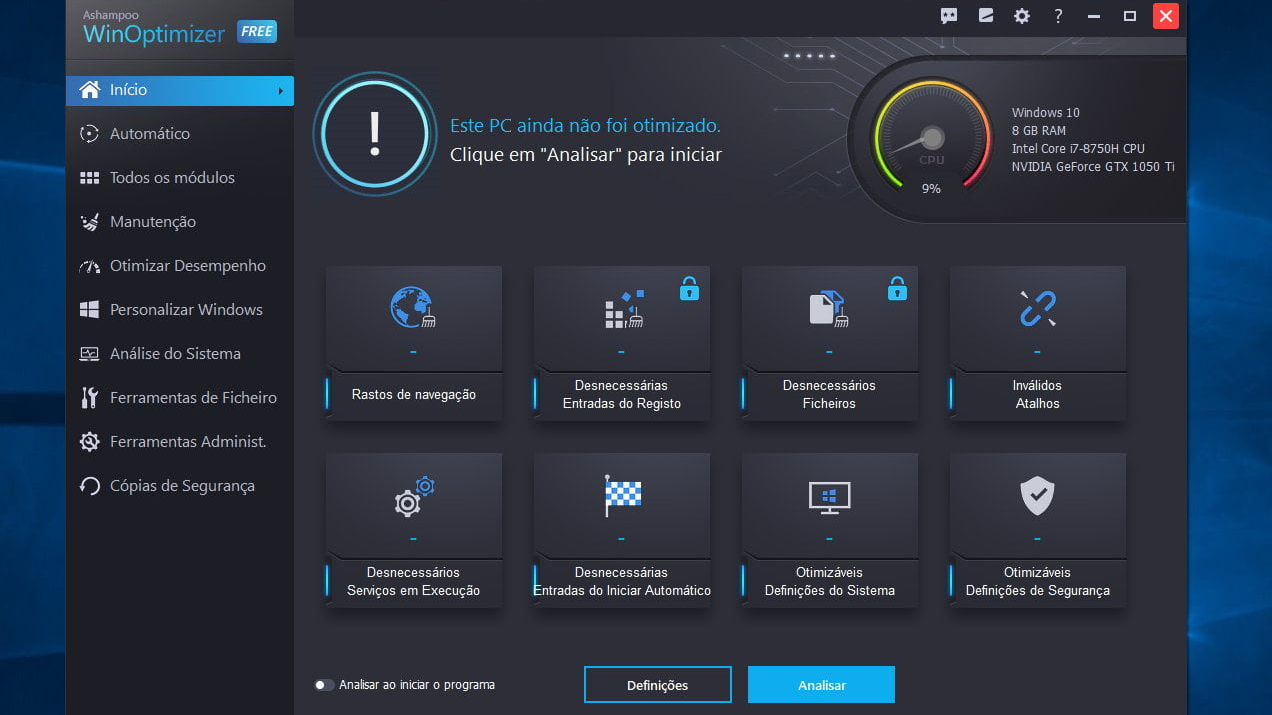 Ashampoo
WinOptimizer FREE
?
Início
Automático
Todos os módulos
Manutenção
Otimizar Desempenho
Personalizar Windows
Análise do Sistema
Ferramentas de Ficheiro
Ferramentas Administ.
Cópias de Segurança
!
Este PC ainda não foi otimizado.
Clique em "Analisar" para iniciar
CPU
9%
Windows 10
8 GB RAM
Intel Core i7-8750H CPU
NVIDIA GeForce GTX 1050 Ti
-
Rastos de navegação
-
Desnecessárias
Entradas do Registo
-
Desnecessários
Ficheiros
-
Inválidos
Atalhos
-
Desnecessários
Serviços em Execução
-
Desnecessárias
Entradas do Iniciar Automático
-
Otimizáveis
Definições do Sistema
-
Otimizáveis
Definições de Segurança
Analisar ao iniciar o programa
Definições
Analisar